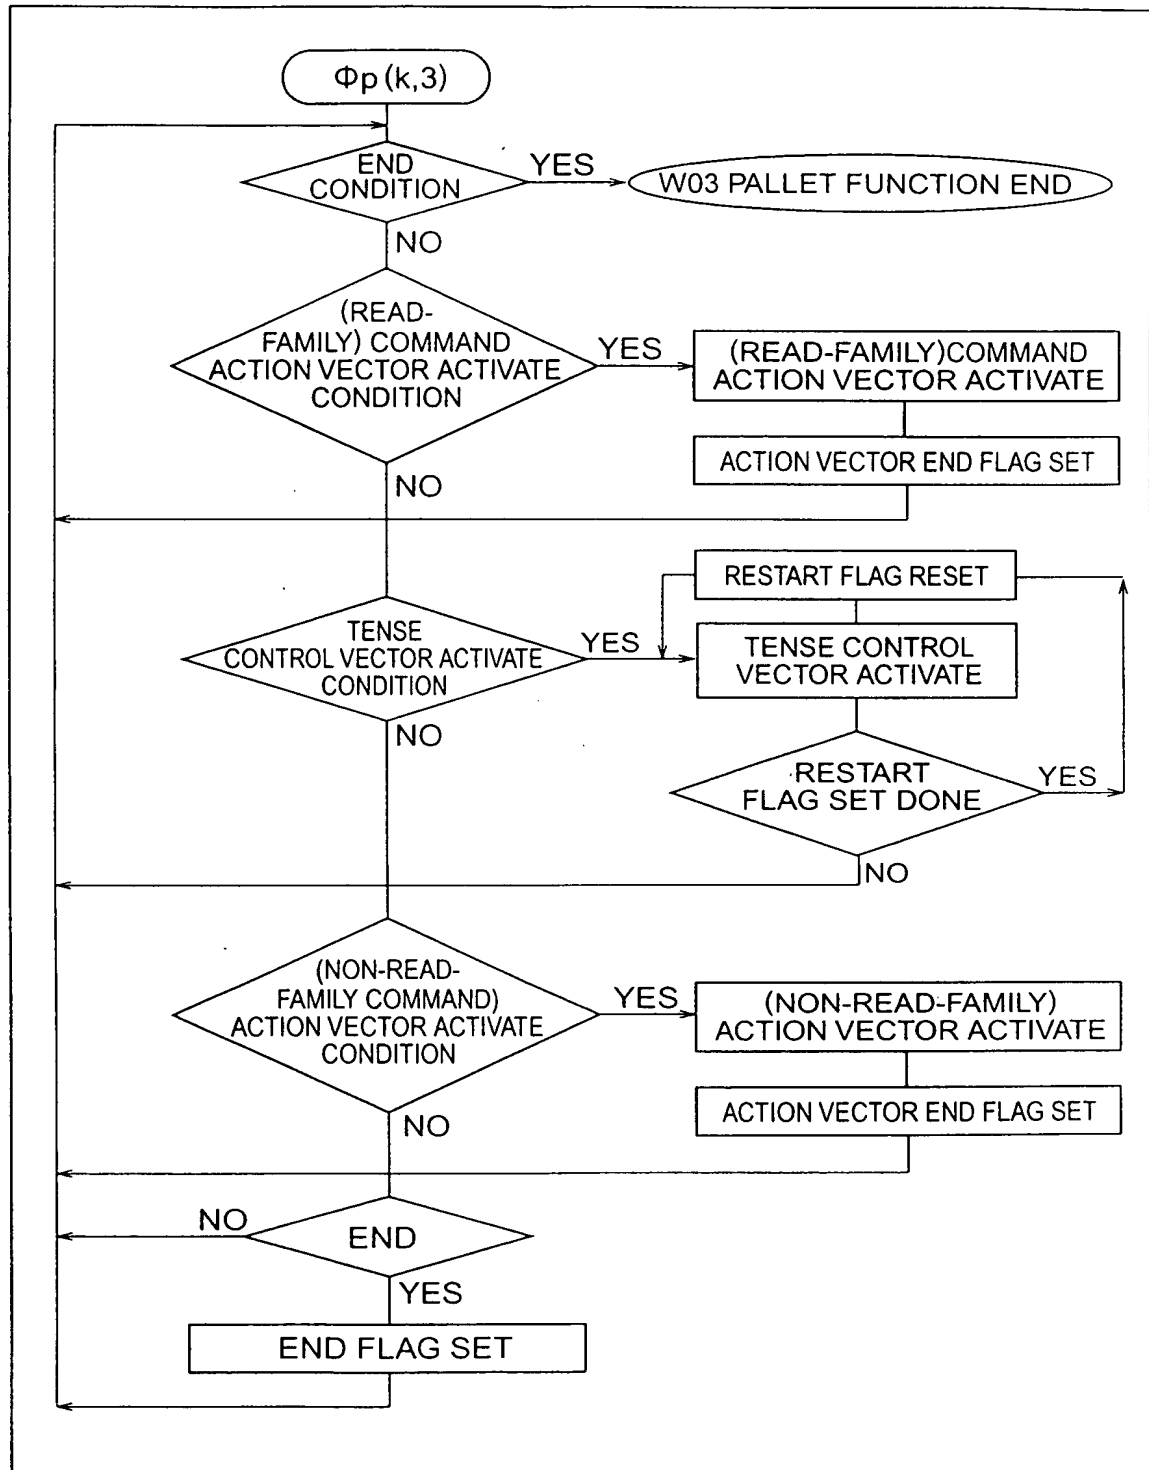 Φp(k,3)
END
CONDITION
YES
W03 PALLET FUNCTION END
NO
(READ-
FAMILY) COMMAND
ACTION VECTOR ACTIVATE
CONDITION
YES
(READ-FAMILY)COMMAND
ACTION VECTOR ACTIVATE
ACTION VECTOR END FLAG SET
NO
RESTART FLAG RESET
TENSE
CONTROL VECTOR ACTIVATE
CONDITION
YES
TENSE CONTROL
VECTOR ACTIVATE
NO
RESTART
FLAG SET DONE
YES
NO
(NON-READ-
FAMILY COMMAND)
ACTION VECTOR ACTIVATE
CONDITION
YES
(NON-READ-FAMILY)
ACTION VECTOR ACTIVATE
ACTION VECTOR END FLAG SET
NO
NO
END
YES
END FLAG SET